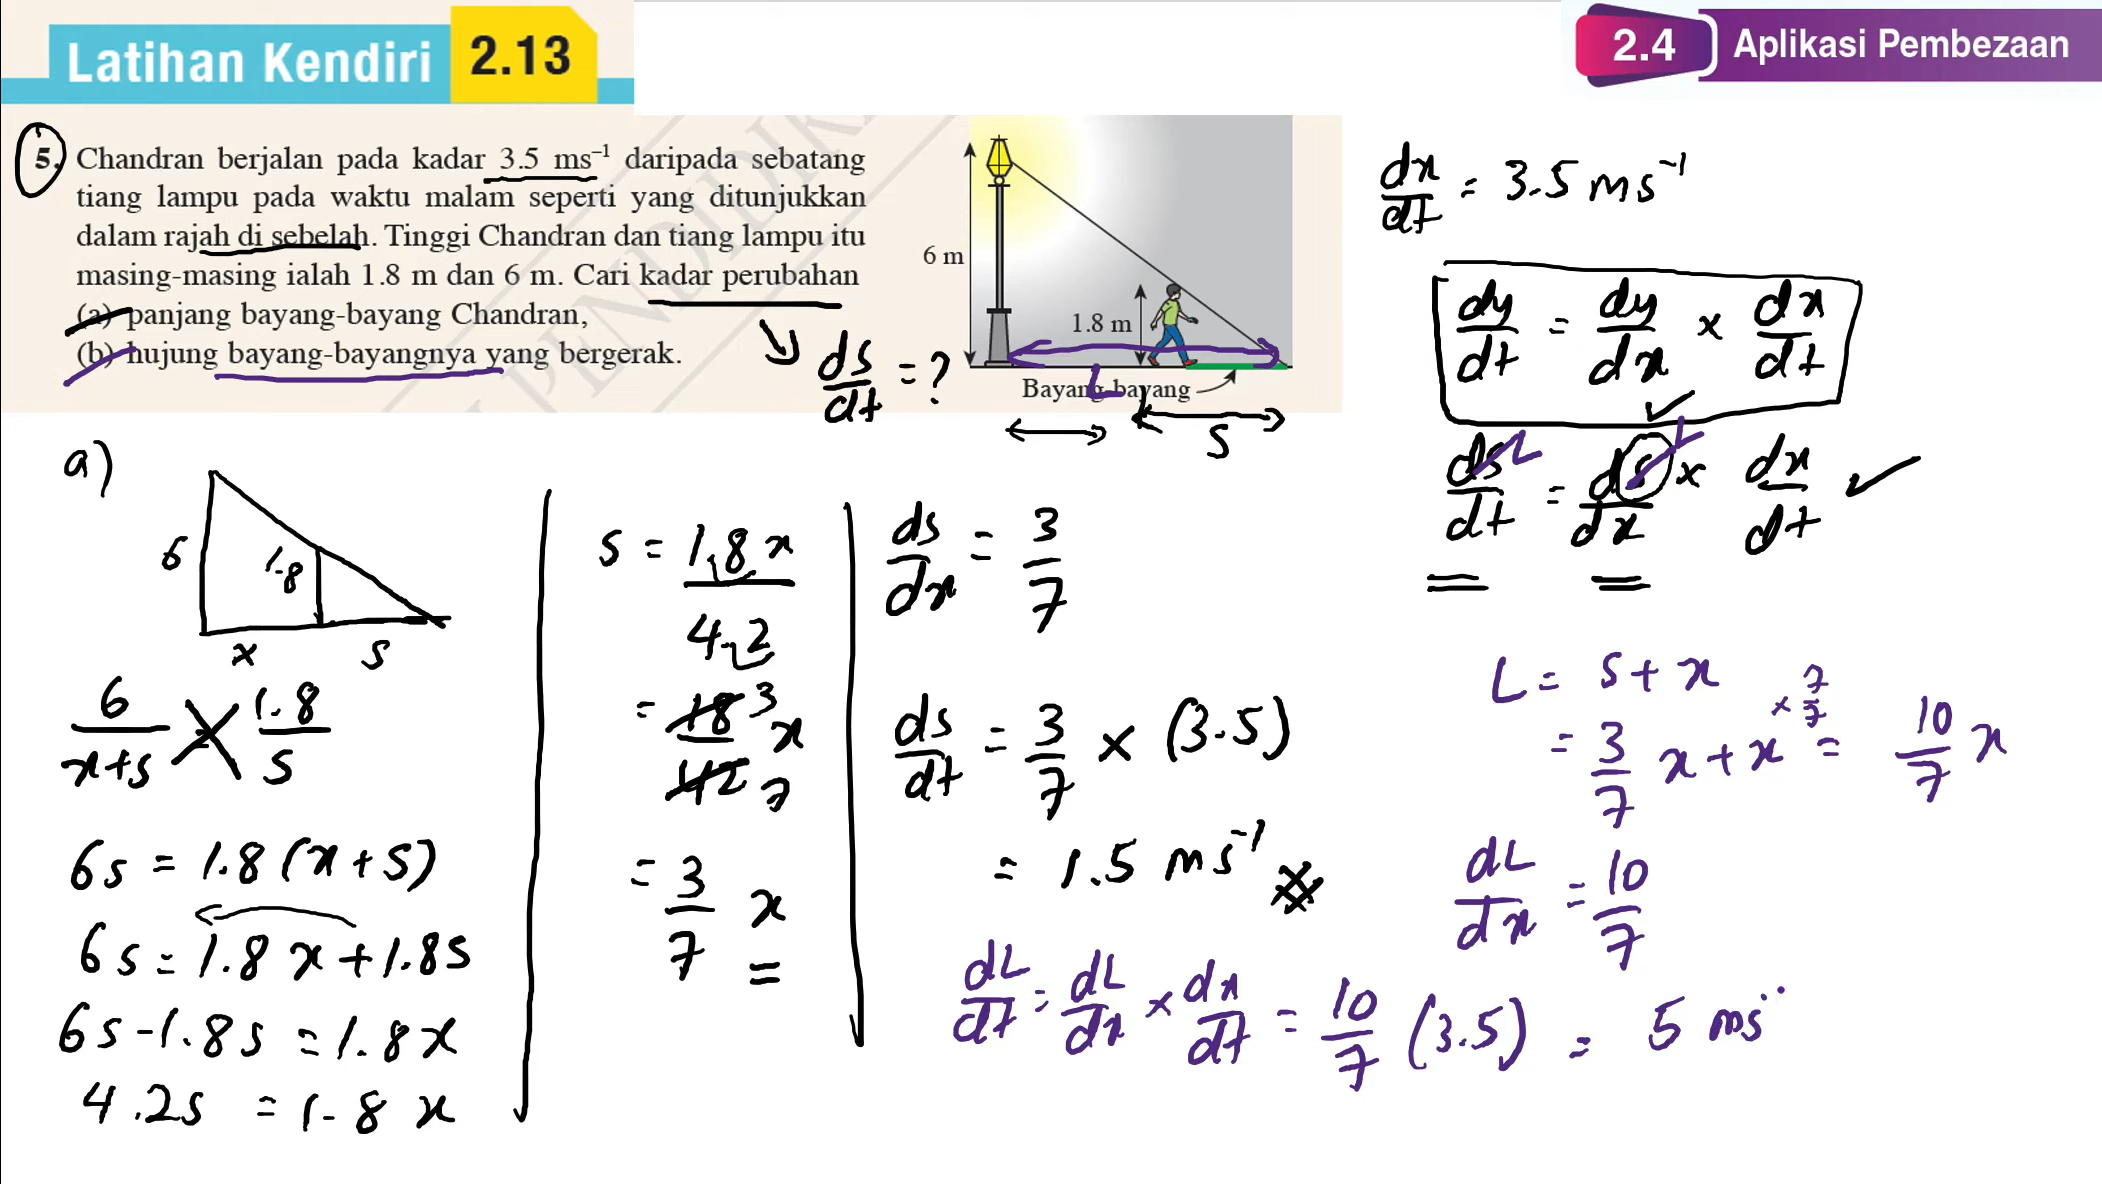 Latihan Kendiri 2.13
2.4 Aplikasi Pembezaan
5. Chandran berjalan pada kadar 3.5 ms⁻¹ daripada sebatang
tiang lampu pada waktu malam seperti yang ditunjukkan
dalam rajah di sebelah. Tinggi Chandran dan tiang lampu itu
masing-masing ialah 1.8 m dan 6 m. Cari kadar perubahan
(a) panjang bayang-bayang Chandran,
(b) hujung bayang-bayangnya yang bergerak.
ds/dt = ?
6 m
1.8 m
L
Bayang-bayang
s
dx/dt = 3.5 ms⁻¹
dy/dt = dy/dx × dx/dt
ds/dt = ds/dx × dx/dt
L L
a)
6
1.8
x s
6/(x+s) = 1.8/s
6s = 1.8(x+s)
6s = 1.8x + 1.8s
6s - 1.8s = 1.8x
4.2s = 1.8x
s = 1.8x/4.2
= 18/42 x
3
7
= 3/7 x
ds/dx = 3/7
ds/dt = 3/7 × (3.5)
= 1.5 ms⁻¹
L = s + x
= 3/7 x + x × 7/7 = 10/7 x
dL/dx = 10/7
dL/dt = dL/dx × dx/dt = 10/7 (3.5) = 5 ms⁻¹